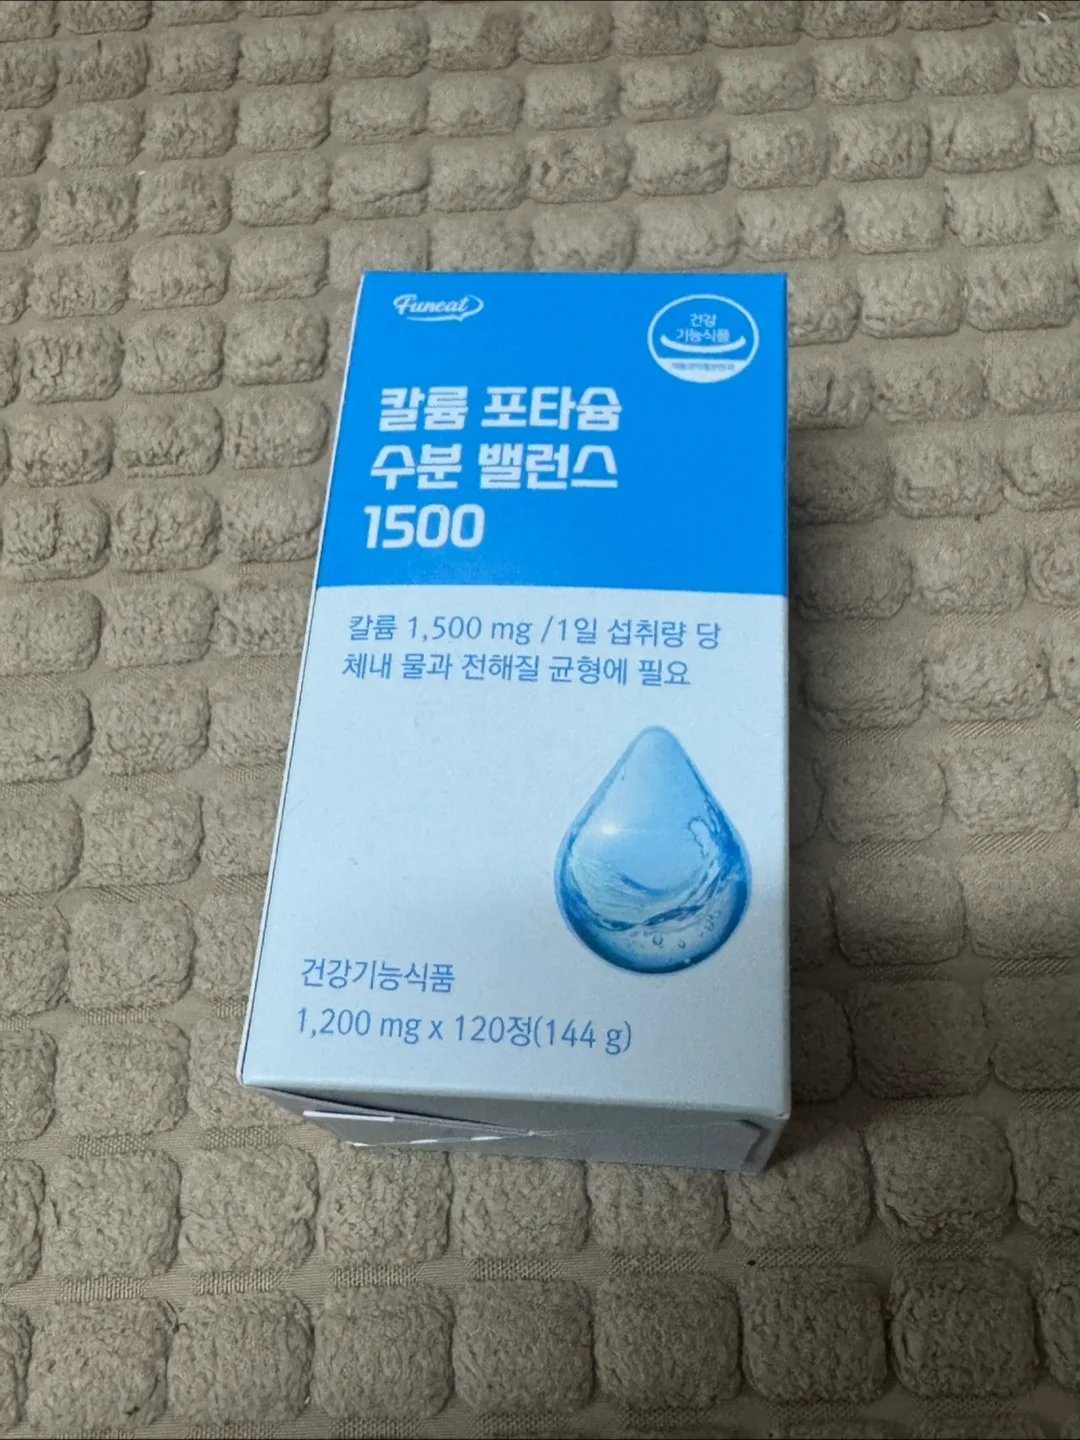 Funcat
건강
기능식품
칼륨 포타슘
수분 밸런스
1500
칼륨 1,500 mg /1일 섭취량 당
체내 물과 전해질 균형에 필요
건강기능식품
1,200 mg x 120정(144 g)